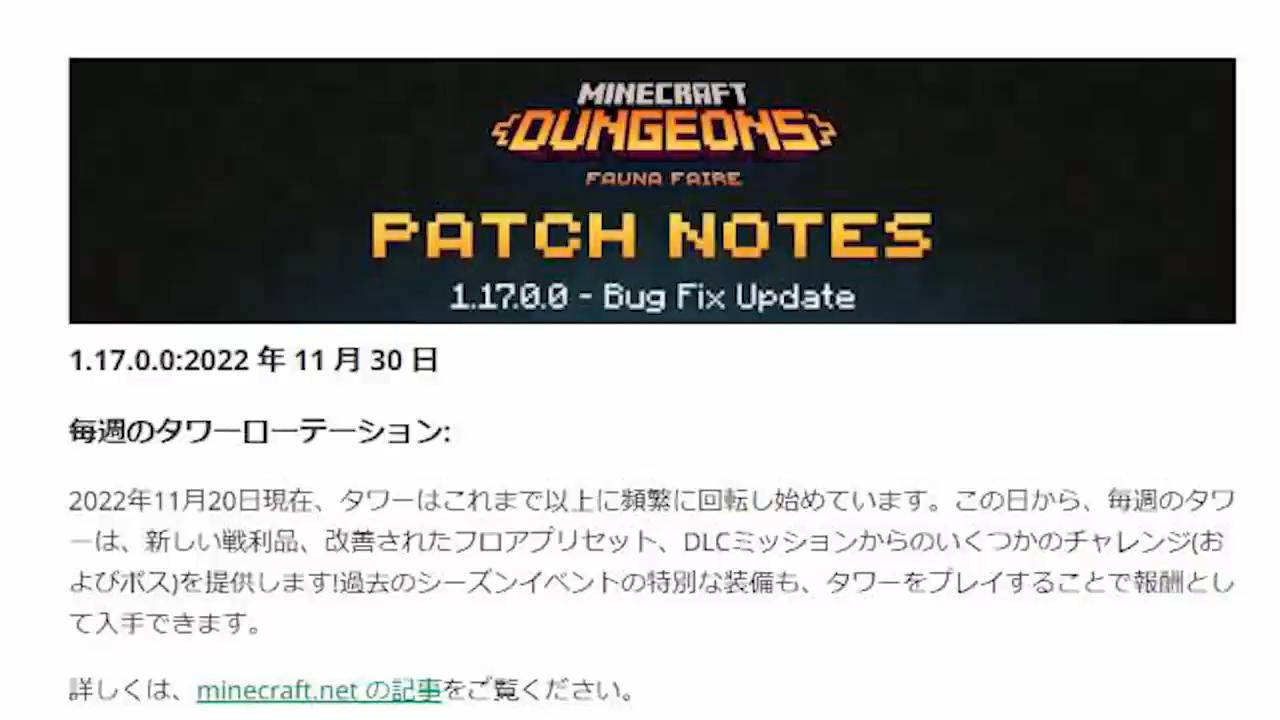 MINECRAFT
DUNGEONS
FAUNA FAIRE
PATCH NOTES
1.17.0.0 - Bug Fix Update
1.17.0.0:2022 年 11 月 30 日
毎週のタワーローテーション:
2022年11月20日現在、タワーはこれまで以上に頻繁に回転し始めています。この日から、毎週のタワ
ーは、新しい戦利品、改善されたフロアプリセット、DLCミッションからのいくつかのチャレンジ(お
よびボス)を提供します!過去のシーズンイベントの特別な装備も、タワーをプレイすることで報酬とし
て入手できます。
詳しくは、minecraft.net の記事をご覧ください。